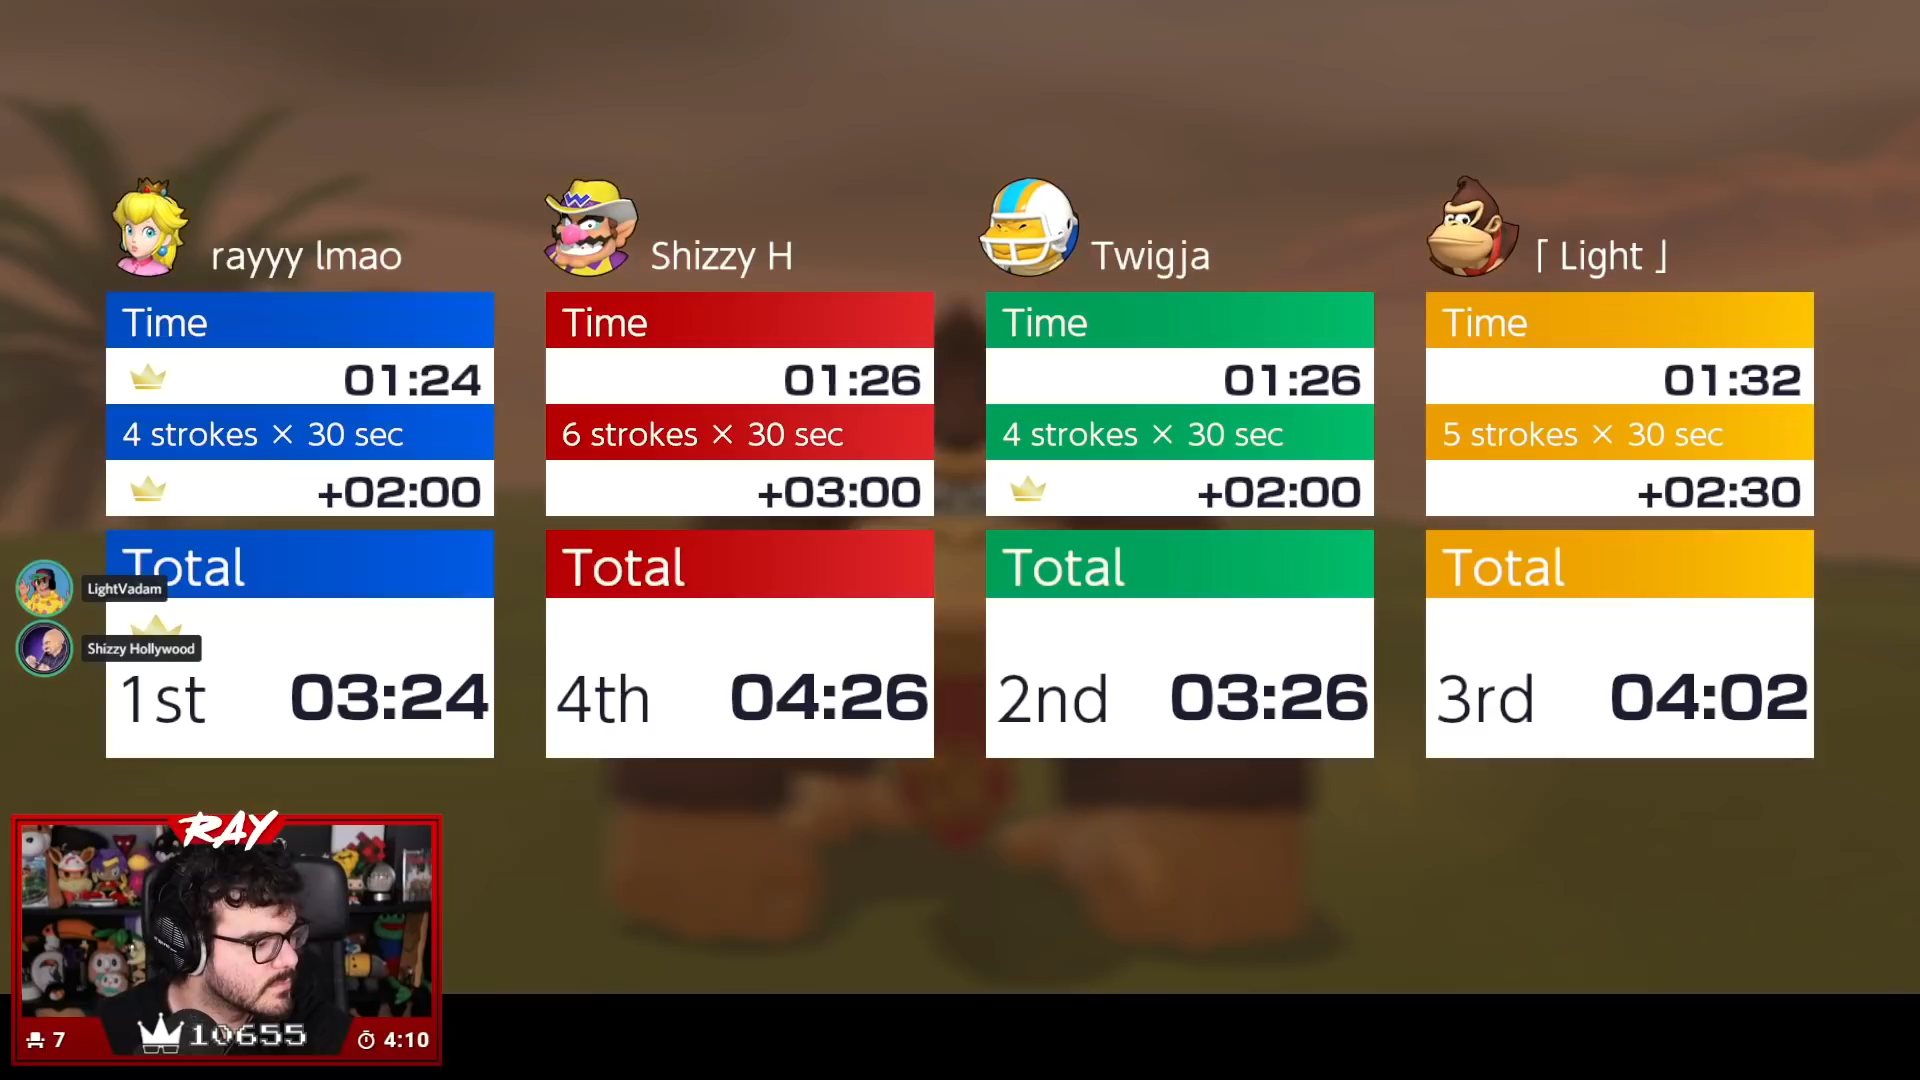 rayyy lmao
Time
01:24
4 strokes × 30 sec
+02:00
Total
1st 03:24
Shizzy H
Time
01:26
6 strokes × 30 sec
+03:00
Total
4th 04:26
Twigja
Time
01:26
4 strokes × 30 sec
+02:00
Total
2nd 03:26
「 Light 」
Time
01:32
5 strokes × 30 sec
+02:30
Total
3rd 04:02
LightVadam
Shizzy Hollywood
RAY
7 10655 4:10